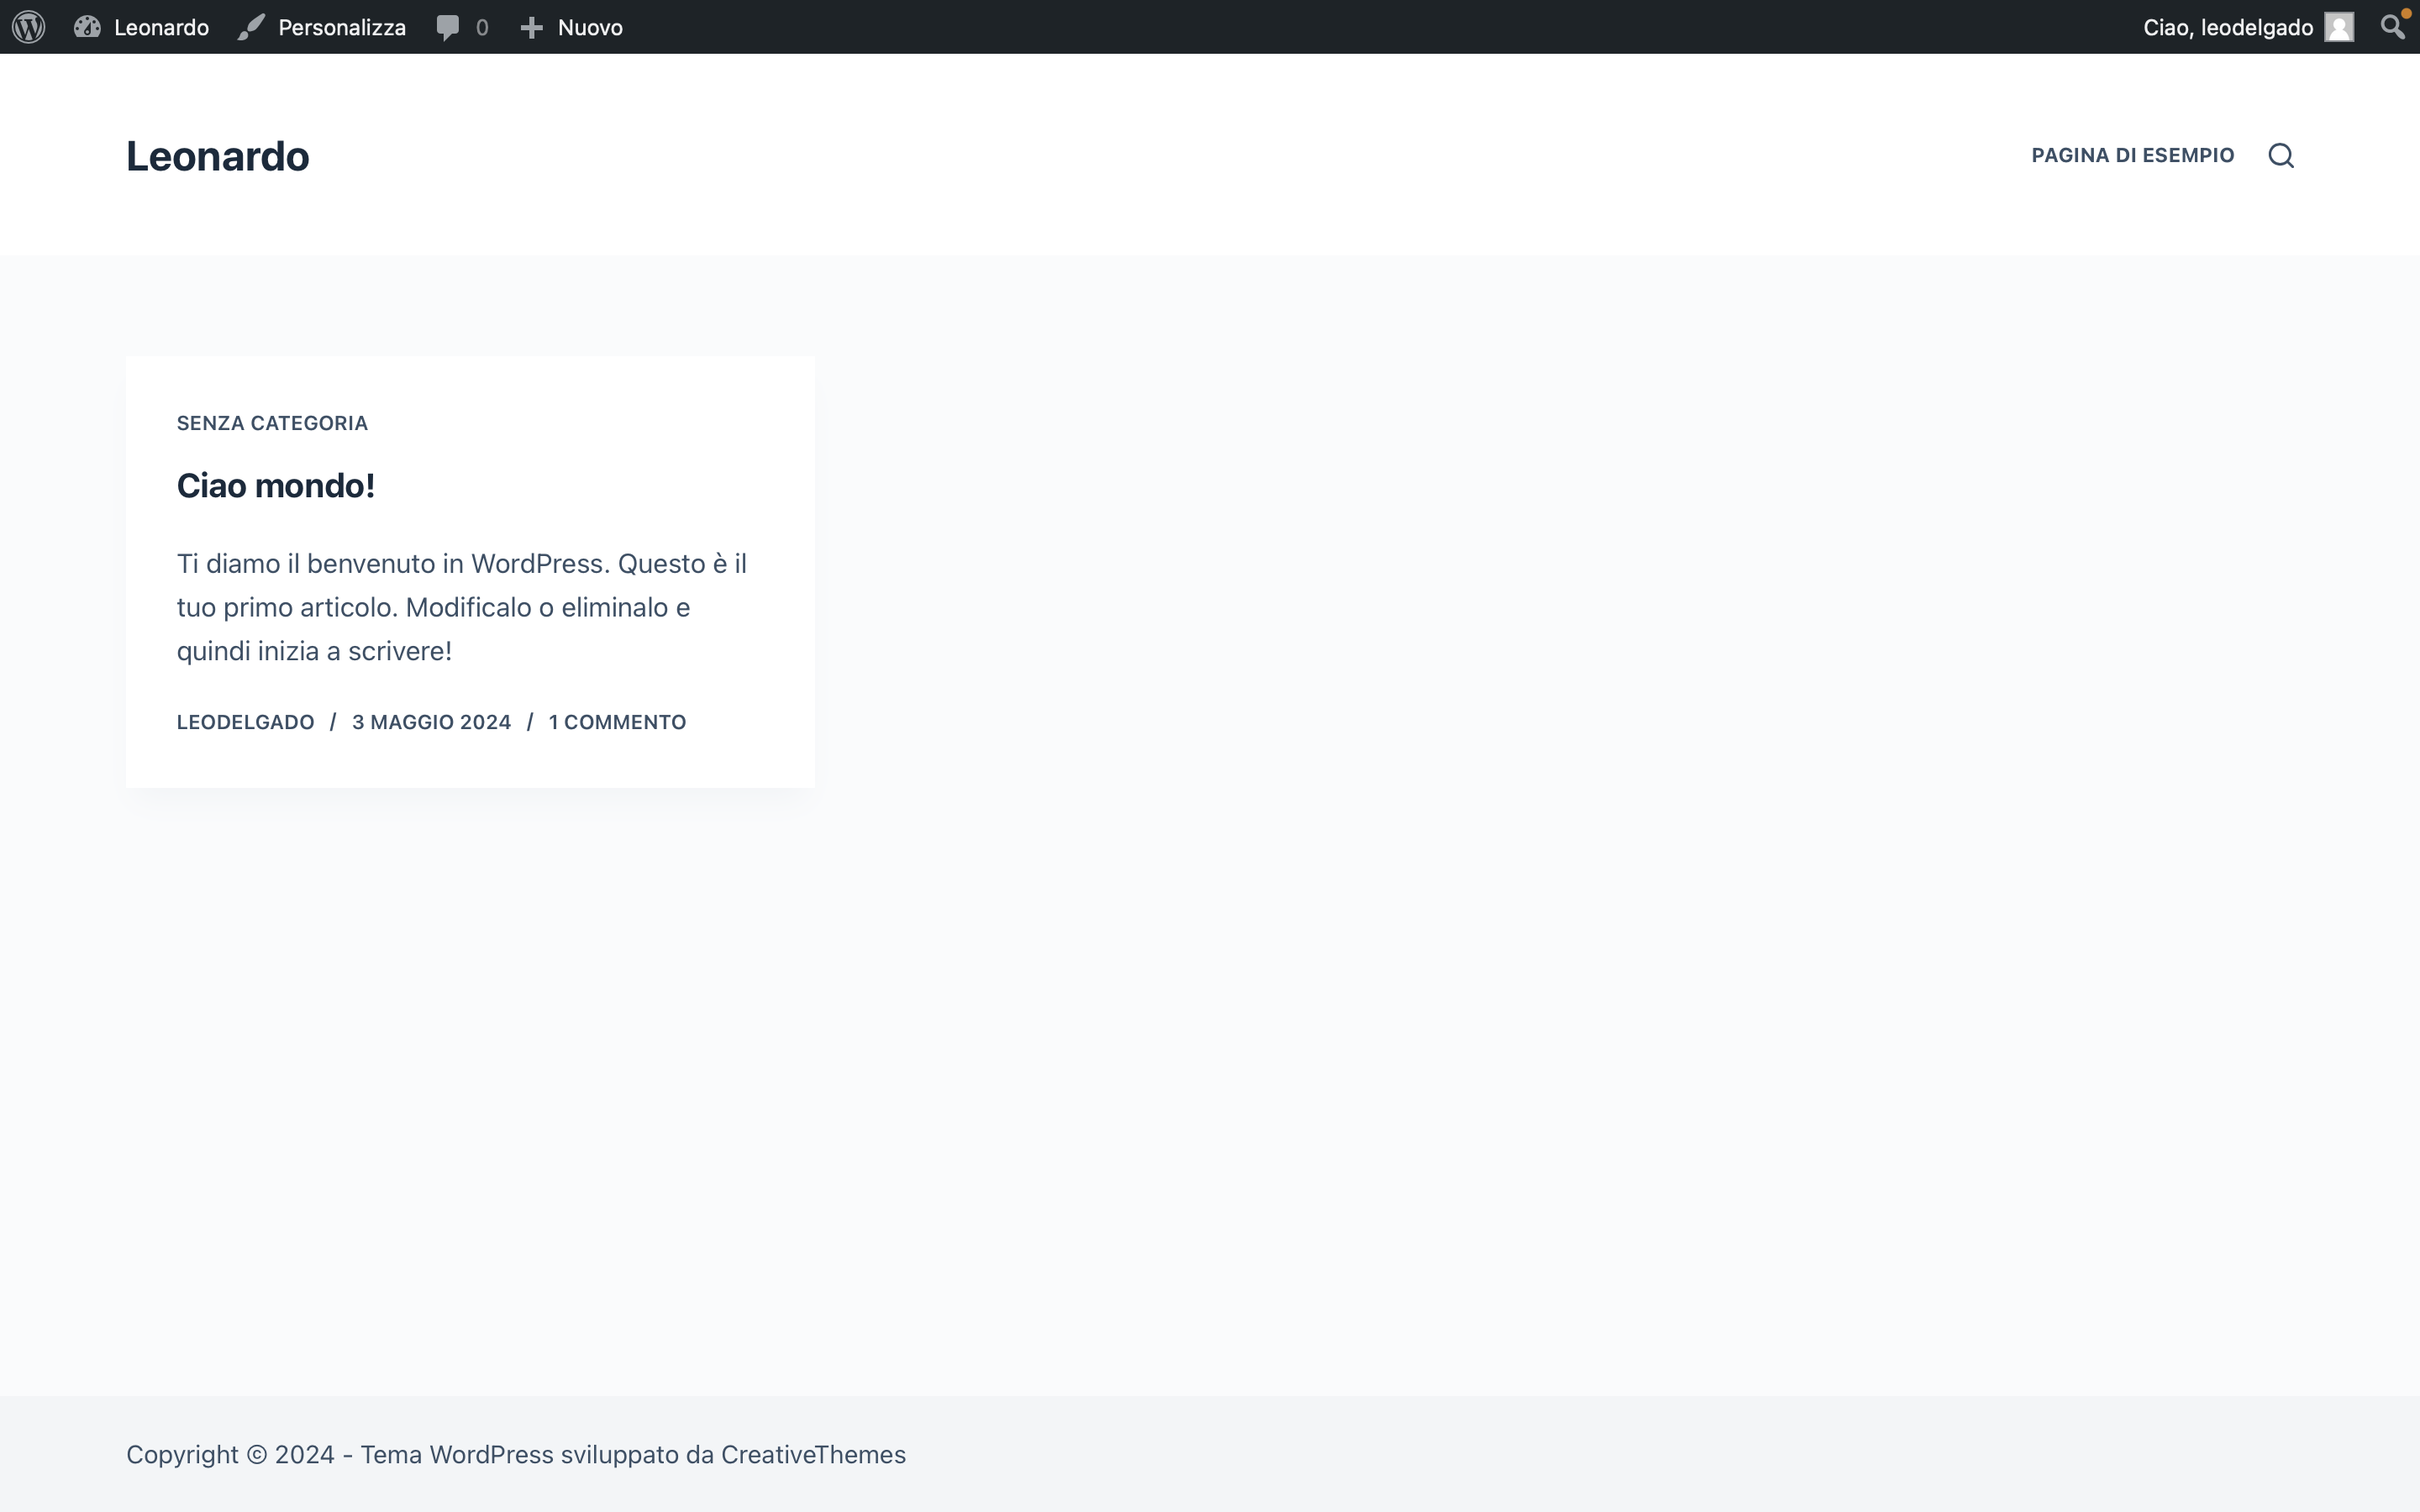 Leonardo Personalizza 0 Nuovo Ciao, leodelgado
Leonardo PAGINA DI ESEMPIO
SENZA CATEGORIA
Ciao mondo!
Ti diamo il benvenuto in WordPress. Questo è il
tuo primo articolo. Modificalo o eliminalo e
quindi inizia a scrivere!
LEODELGADO / 3 MAGGIO 2024 / 1 COMMENTO
Copyright © 2024 - Tema WordPress sviluppato da CreativeThemes